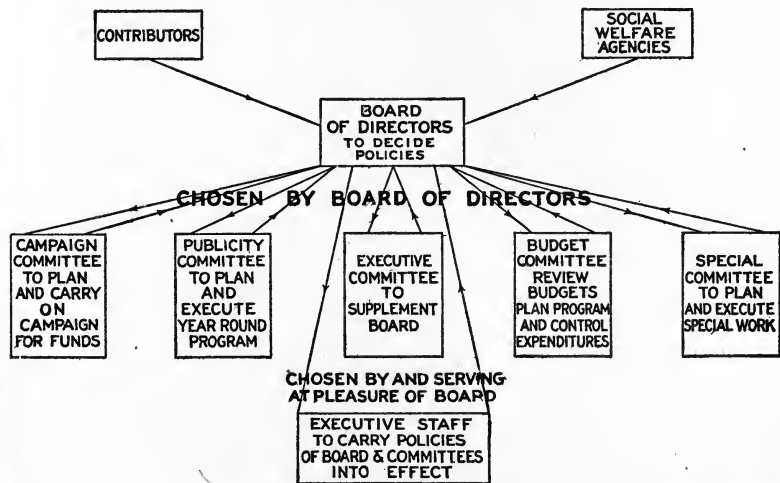 CONTRIBUTORS
SOCIAL
WELFARE
AGENCIES
BOARD
OF DIRECTORS
TO DECIDE
POLICIES
CHOSEN BY BOARD OF DIRECTORS
CAMPAIGN
COMMITTEE
TO PLAN
AND CARRY
ON
CAMPAIGN
FOR FUNDS
PUBLICITY
COMMITTEE
TO PLAN
AND
EXECUTE
YEAR ROUND
PROGRAM
EXECUTIVE
COMMITTEE
TO
SUPPLEMENT
BOARD
BUDGET
COMMITTEE
REVIEW
BUDGETS
PLAN PROGRAM
AND CONTROL
EXPENDITURES
SPECIAL
COMMITTEE
TO PLAN
AND EXECUTE
SPECIAL WORK
CHOSEN BY AND SERVING
AT PLEASURE OF BOARD
EXECUTIVE STAFF
TO CARRY POLICIES
OF BOARD & COMMITTEES
INTO EFFECT